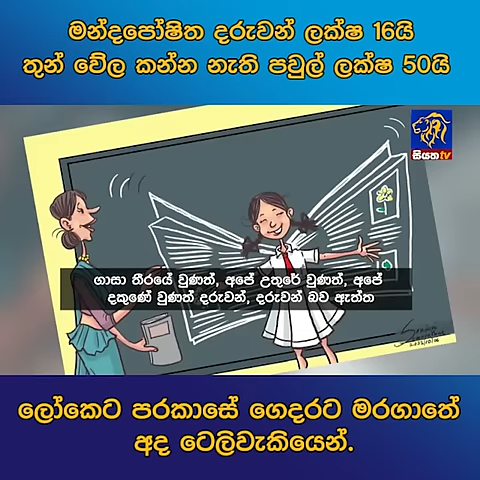 මන්දපෝෂිත දරුවන් ලක්ෂ 16යි
තුන් වේල කන්න නැති පවුල් ලක්ෂ 50යි
සියත tv
ගාසා තීරයේ වුණත්, අපේ උතුරේ වුණත්, අපේ
දකුණේ වුණත් දරුවන්, දරුවන් බව ඇත්ත
ලෝකෙට පරකාසේ ගෙදරට මරගාතේ
අද ටෙලිවැකියෙන්.